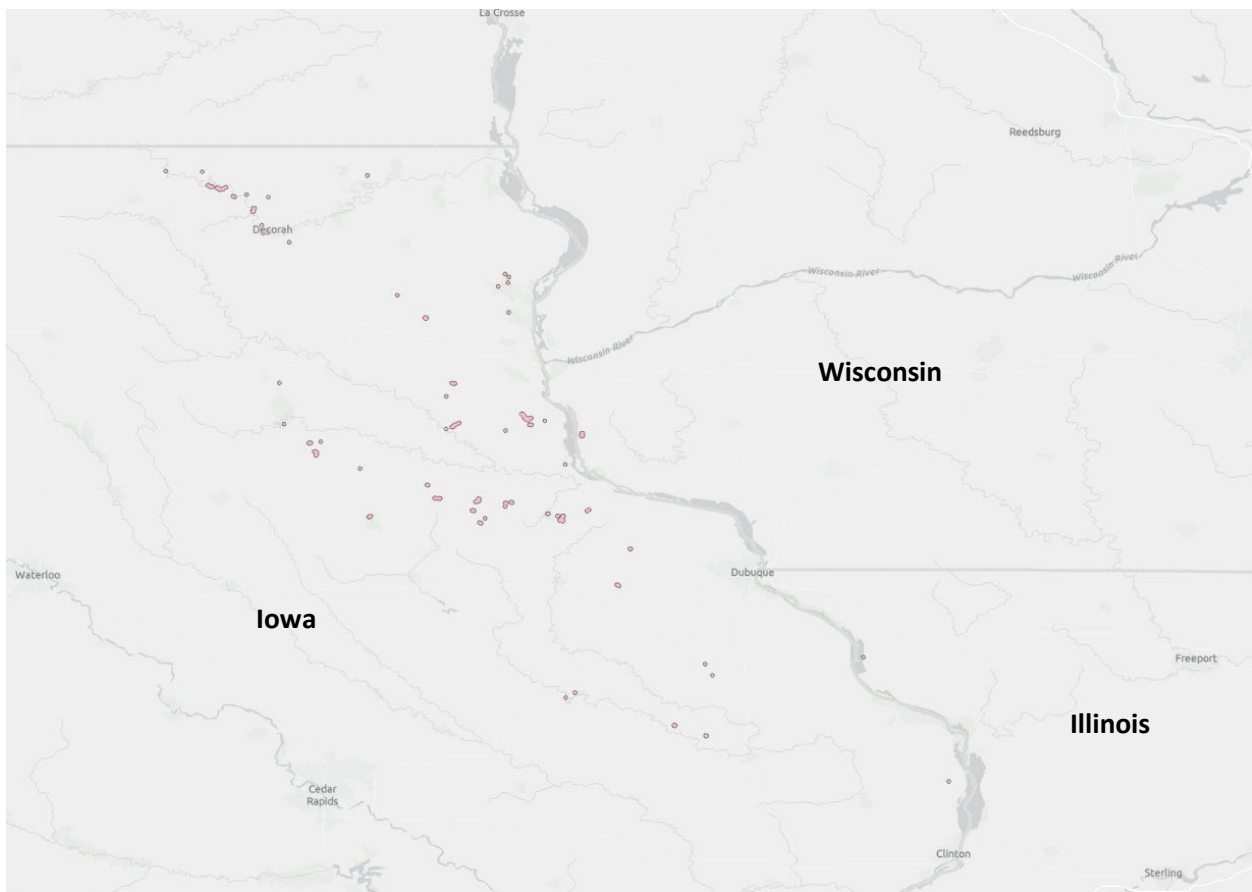 La Crosse
Reedsburg
Decorah
Wisconsin River
Wisconsin River
Wisconsin River
Wisconsin
Waterloo
Dubuque
Iowa
Freeport
Illinois
Cedar
Rapids
Clinton
Sterling